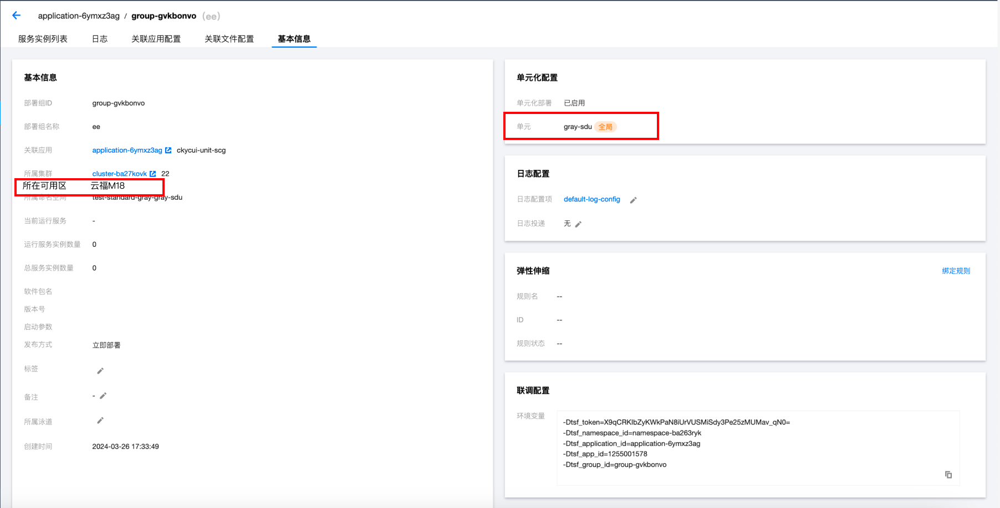 application-6ymxz3ag / group-gvkbonvo (ee)
服务实例列表 日志 关联应用配置 关联文件配置 基本信息
基本信息
部署组ID group-gvkbonvo
部署组名称 ee
关联应用 application-6ymxz3ag ckycui-unit-scg
所属集群 cluster-ba27kovk 22
所在可用区 云福M18
所属命名空间 test-standard-gray-gray-sdu
当前运行服务 -
运行服务实例数量 0
总服务实例数量 0
软件包名
版本号
启动参数
发布方式 立即部署
标签
备注 -
所属泳道
创建时间 2024-03-26 17:33:49
单元化配置
单元化部署 已启用
单元 gray-sdu 全局
日志配置
日志配置项 default-log-config
日志投递 无
弹性伸缩 绑定规则
规则名 --
ID --
规则状态 --
联调配置
环境变量
-Dtsf_token=X9qCRKIbZyKWkPaN8iUrVUSMiSdy3Pe25zMUMav_qN0=
-Dtsf_namespace_id=namespace-ba263ryk
-Dtsf_application_id=application-6ymxz3ag
-Dtsf_app_id=1255001578
-Dtsf_group_id=group-gvkbonvo